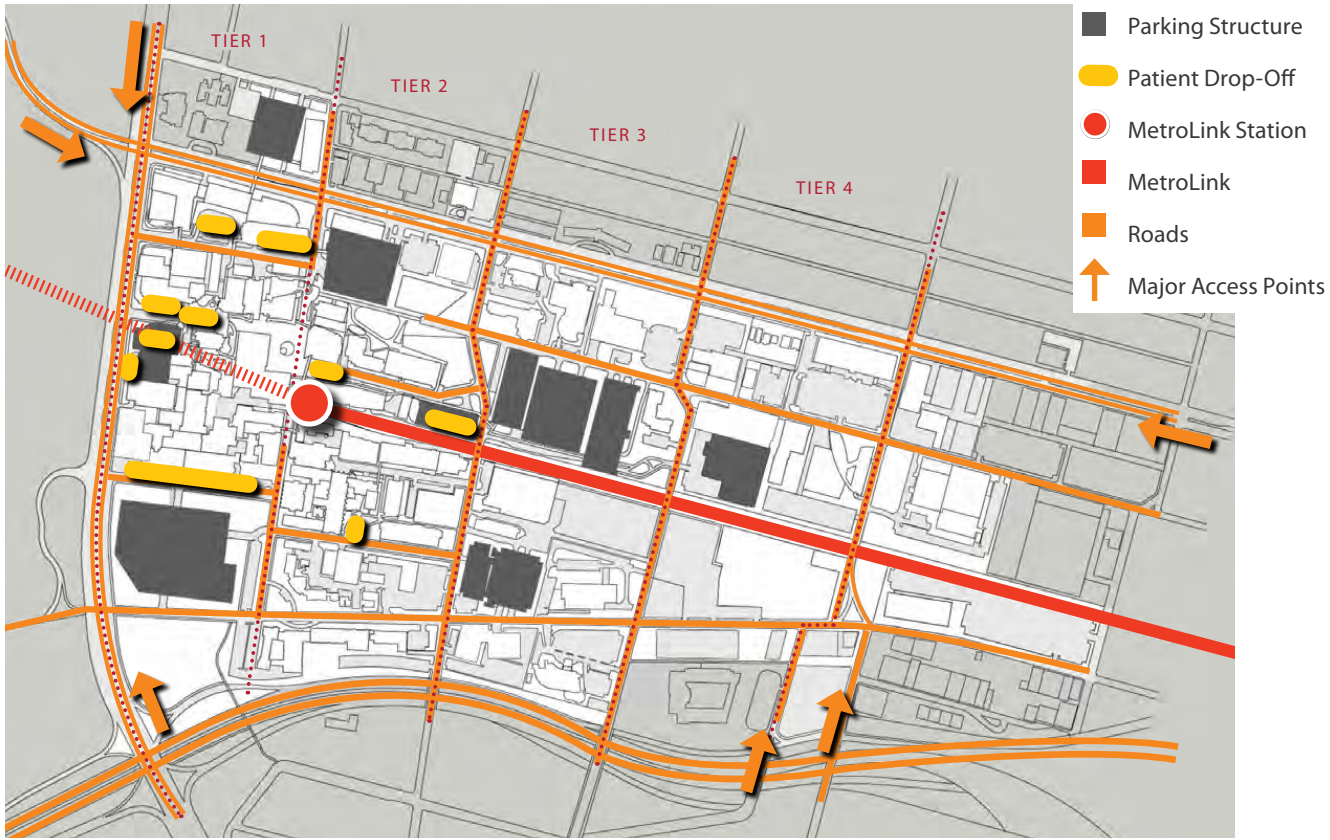 TIER 1
TIER 2
TIER 3
TIER 4
Parking Structure
Patient Drop-Off
MetroLink Station
MetroLink
Roads
Major Access Points